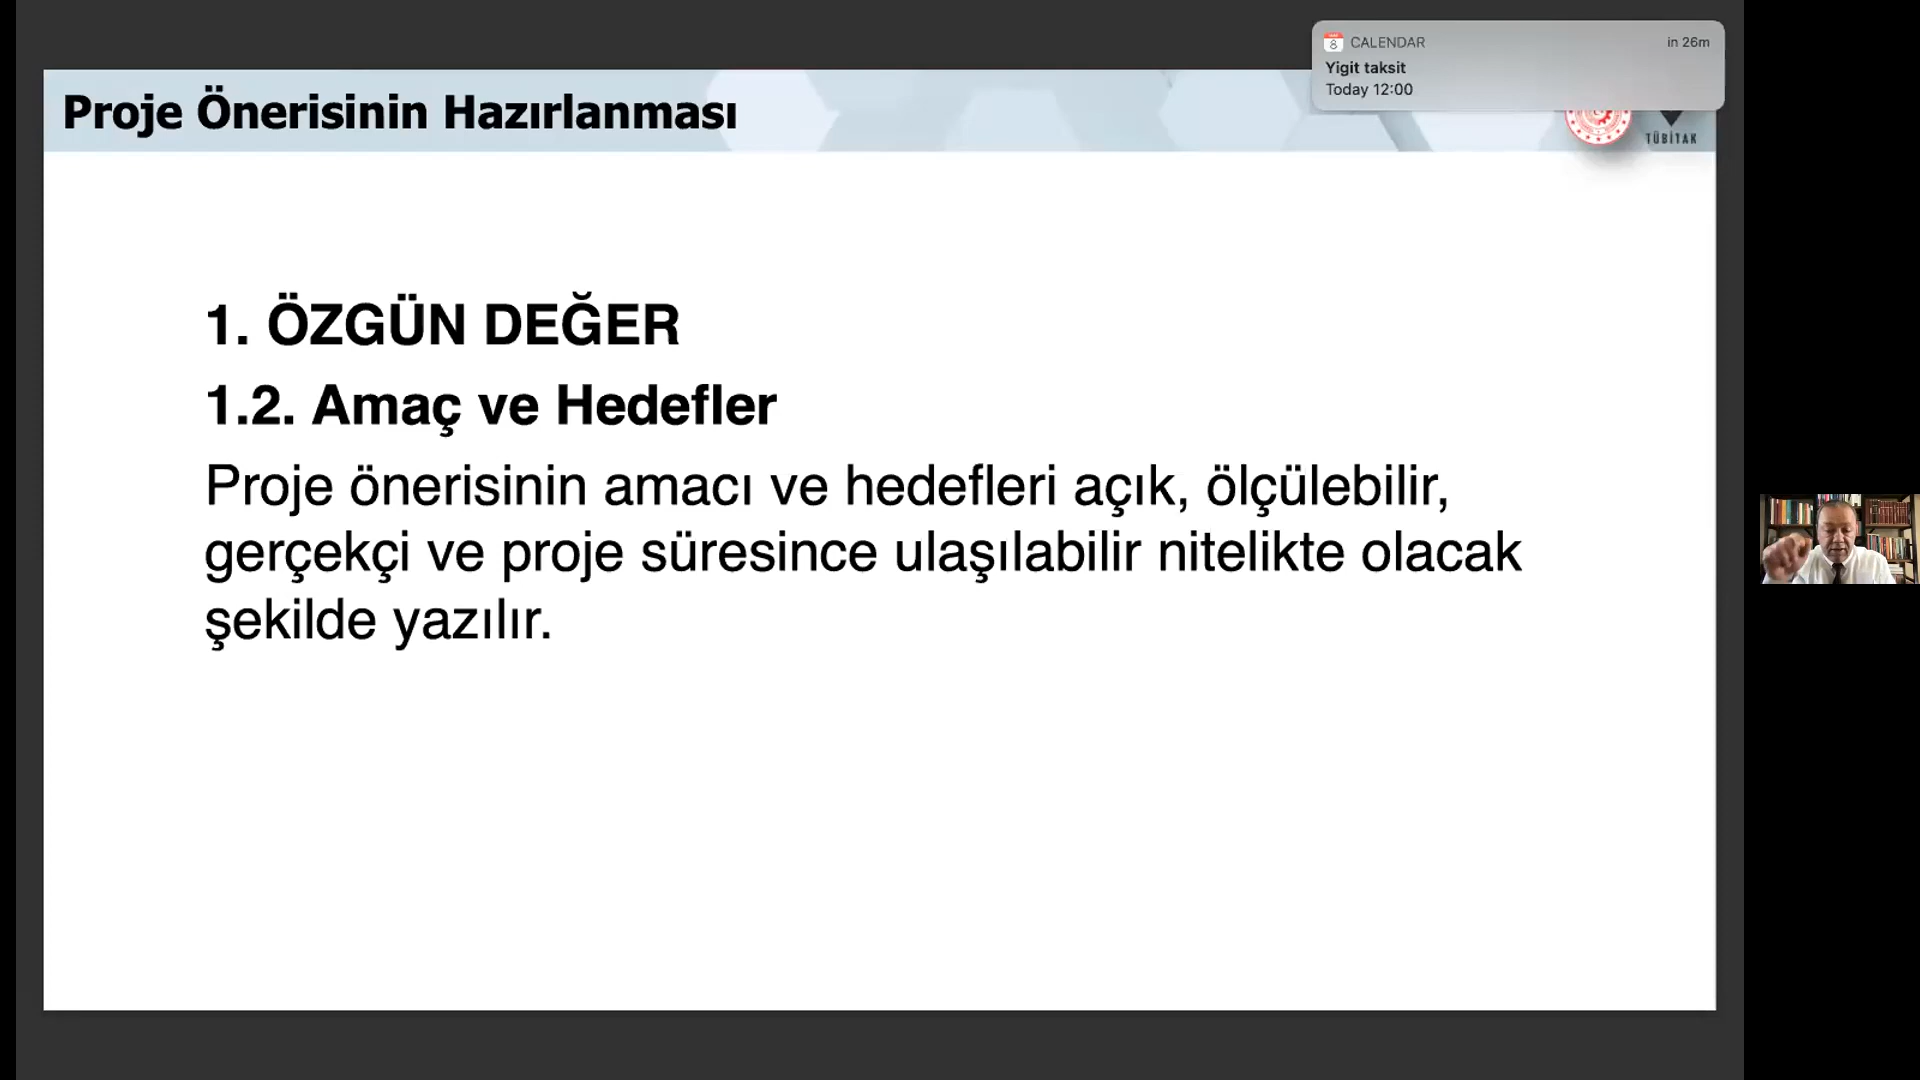 CALENDAR
in 26m
Yigit taksit
Today 12:00
Proje Önerisinin Hazırlanması
TÜBİTAK
1. ÖZGÜN DEĞER
1.2. Amaç ve Hedefler
Proje önerisinin amacı ve hedefleri açık, ölçülebilir,
gerçekçi ve proje süresince ulaşılabilir nitelikte olacak
şekilde yazılır.